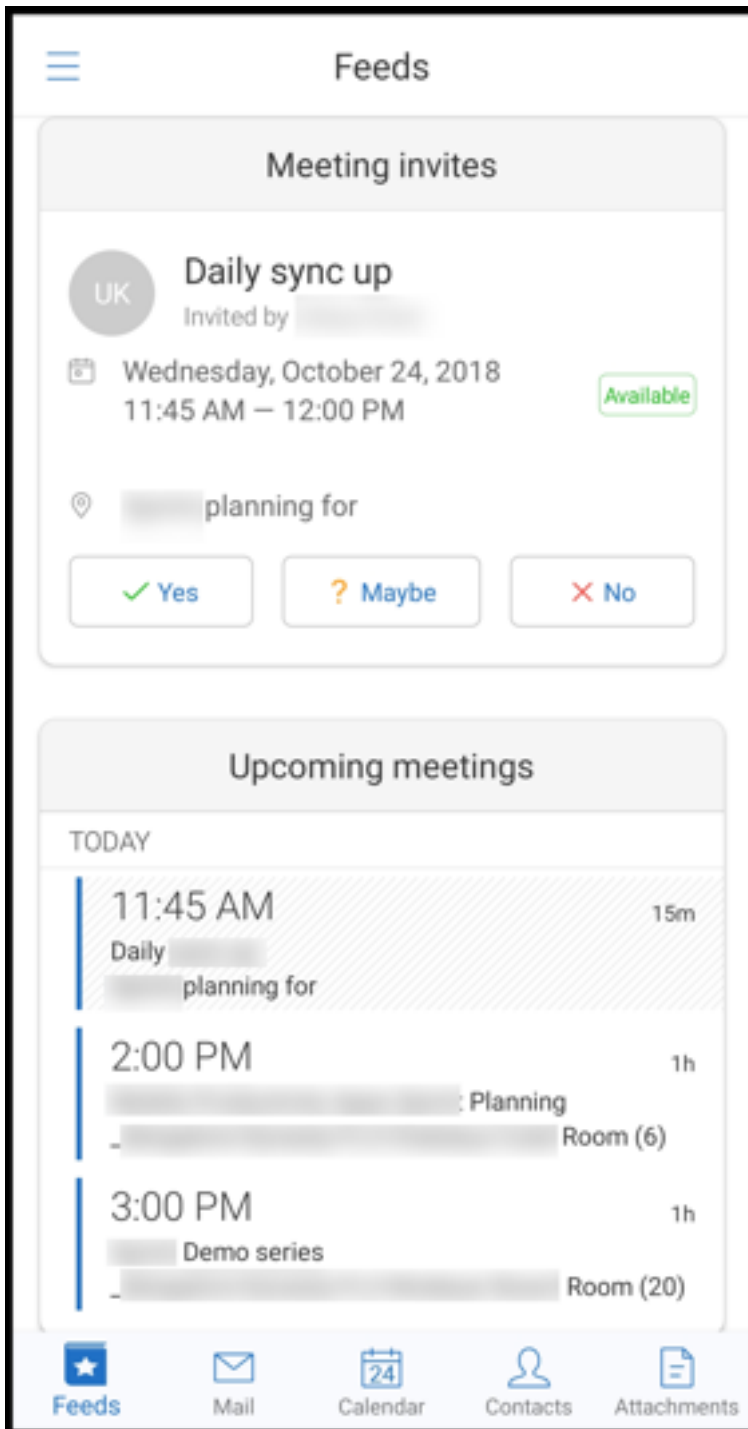 Feeds
Meeting invites
UK
Daily sync up
Invited by
Wednesday, October 24, 2018
11:45 AM — 12:00 PM
Available
planning for
Yes
? Maybe
No
Upcoming meetings
TODAY
11:45 AM
15m
Daily
planning for
2:00 PM
1h
: Planning
_ Room (6)
3:00 PM
1h
Demo series
_ Room (20)
24
Feeds
Mail
Calendar
Contacts
Attachments